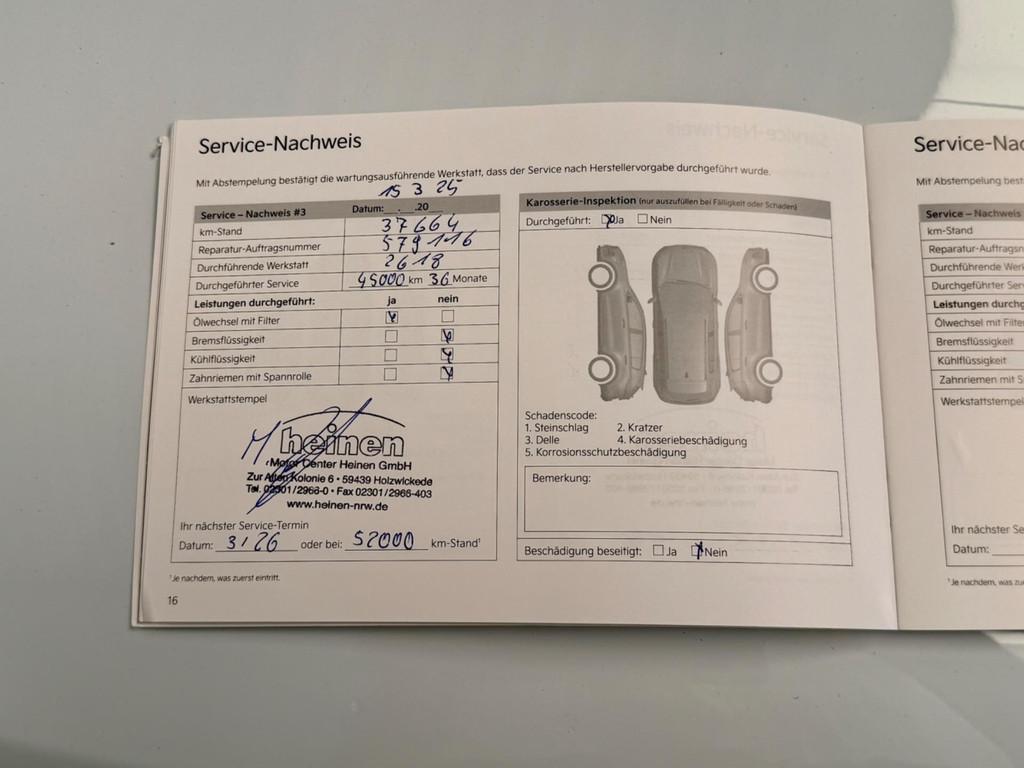 Service-Nachweis
Mit Abstempelung bestätigt die wartungsausführende Werkstatt, dass der Service nach Herstellervorgabe durchgeführt wurde.
15 3 25
Service – Nachweis #3 Datum:__.__.20__
km-Stand 37664
Reparatur-Auftragsnummer 579116
Durchführende Werkstatt 2618
Durchgeführter Service 45000 km 36 Monate
Leistungen durchgeführt: ja nein
Ölwechsel mit Filter
Bremsflüssigkeit
Kühlflüssigkeit
Zahnriemen mit Spannrolle
Werkstattstempel
heinen
Motor Center Heinen GmbH
Zur Alten Kolonie 6 • 59439 Holzwickede
Tel. 02301/2966-0 • Fax 02301/2966-403
www.heinen-nrw.de
Ihr nächster Service-Termin
Datum: 3/26 oder bei: 52000 km-Stand¹
¹Je nachdem, was zuerst eintritt.
16
Karosserie-Inspektion (nur auszufüllen bei Fälligkeit oder Schaden)
Durchgeführt: Ja Nein
Schadenscode:
1. Steinschlag 2. Kratzer
3. Delle 4. Karosseriebeschädigung
5. Korrosionsschutzbeschädigung
Bemerkung:
Beschädigung beseitigt: Ja Nein
Service-Nac
Mit Abstempelung best
Service – Nachweis
km-Stand
Reparatur-Auftragsn
Durchführende Werk
Durchgeführter Serv
Leistungen durchg
Ölwechsel mit Filter
Bremsflüssigkeit
Kühlflüssigkeit
Zahnriemen mit S
Werkstattstempel
Ihr nächster Se
Datum:
¹Je nachdem, was zu